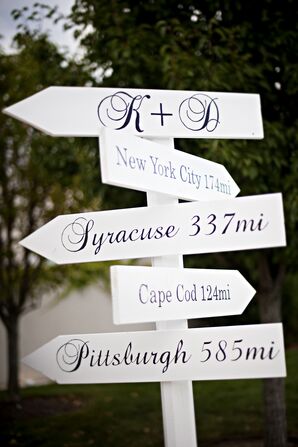 K + D
New York City 174mi
Syracuse 337mi
Cape Cod 124mi
Pittsburgh 585mi